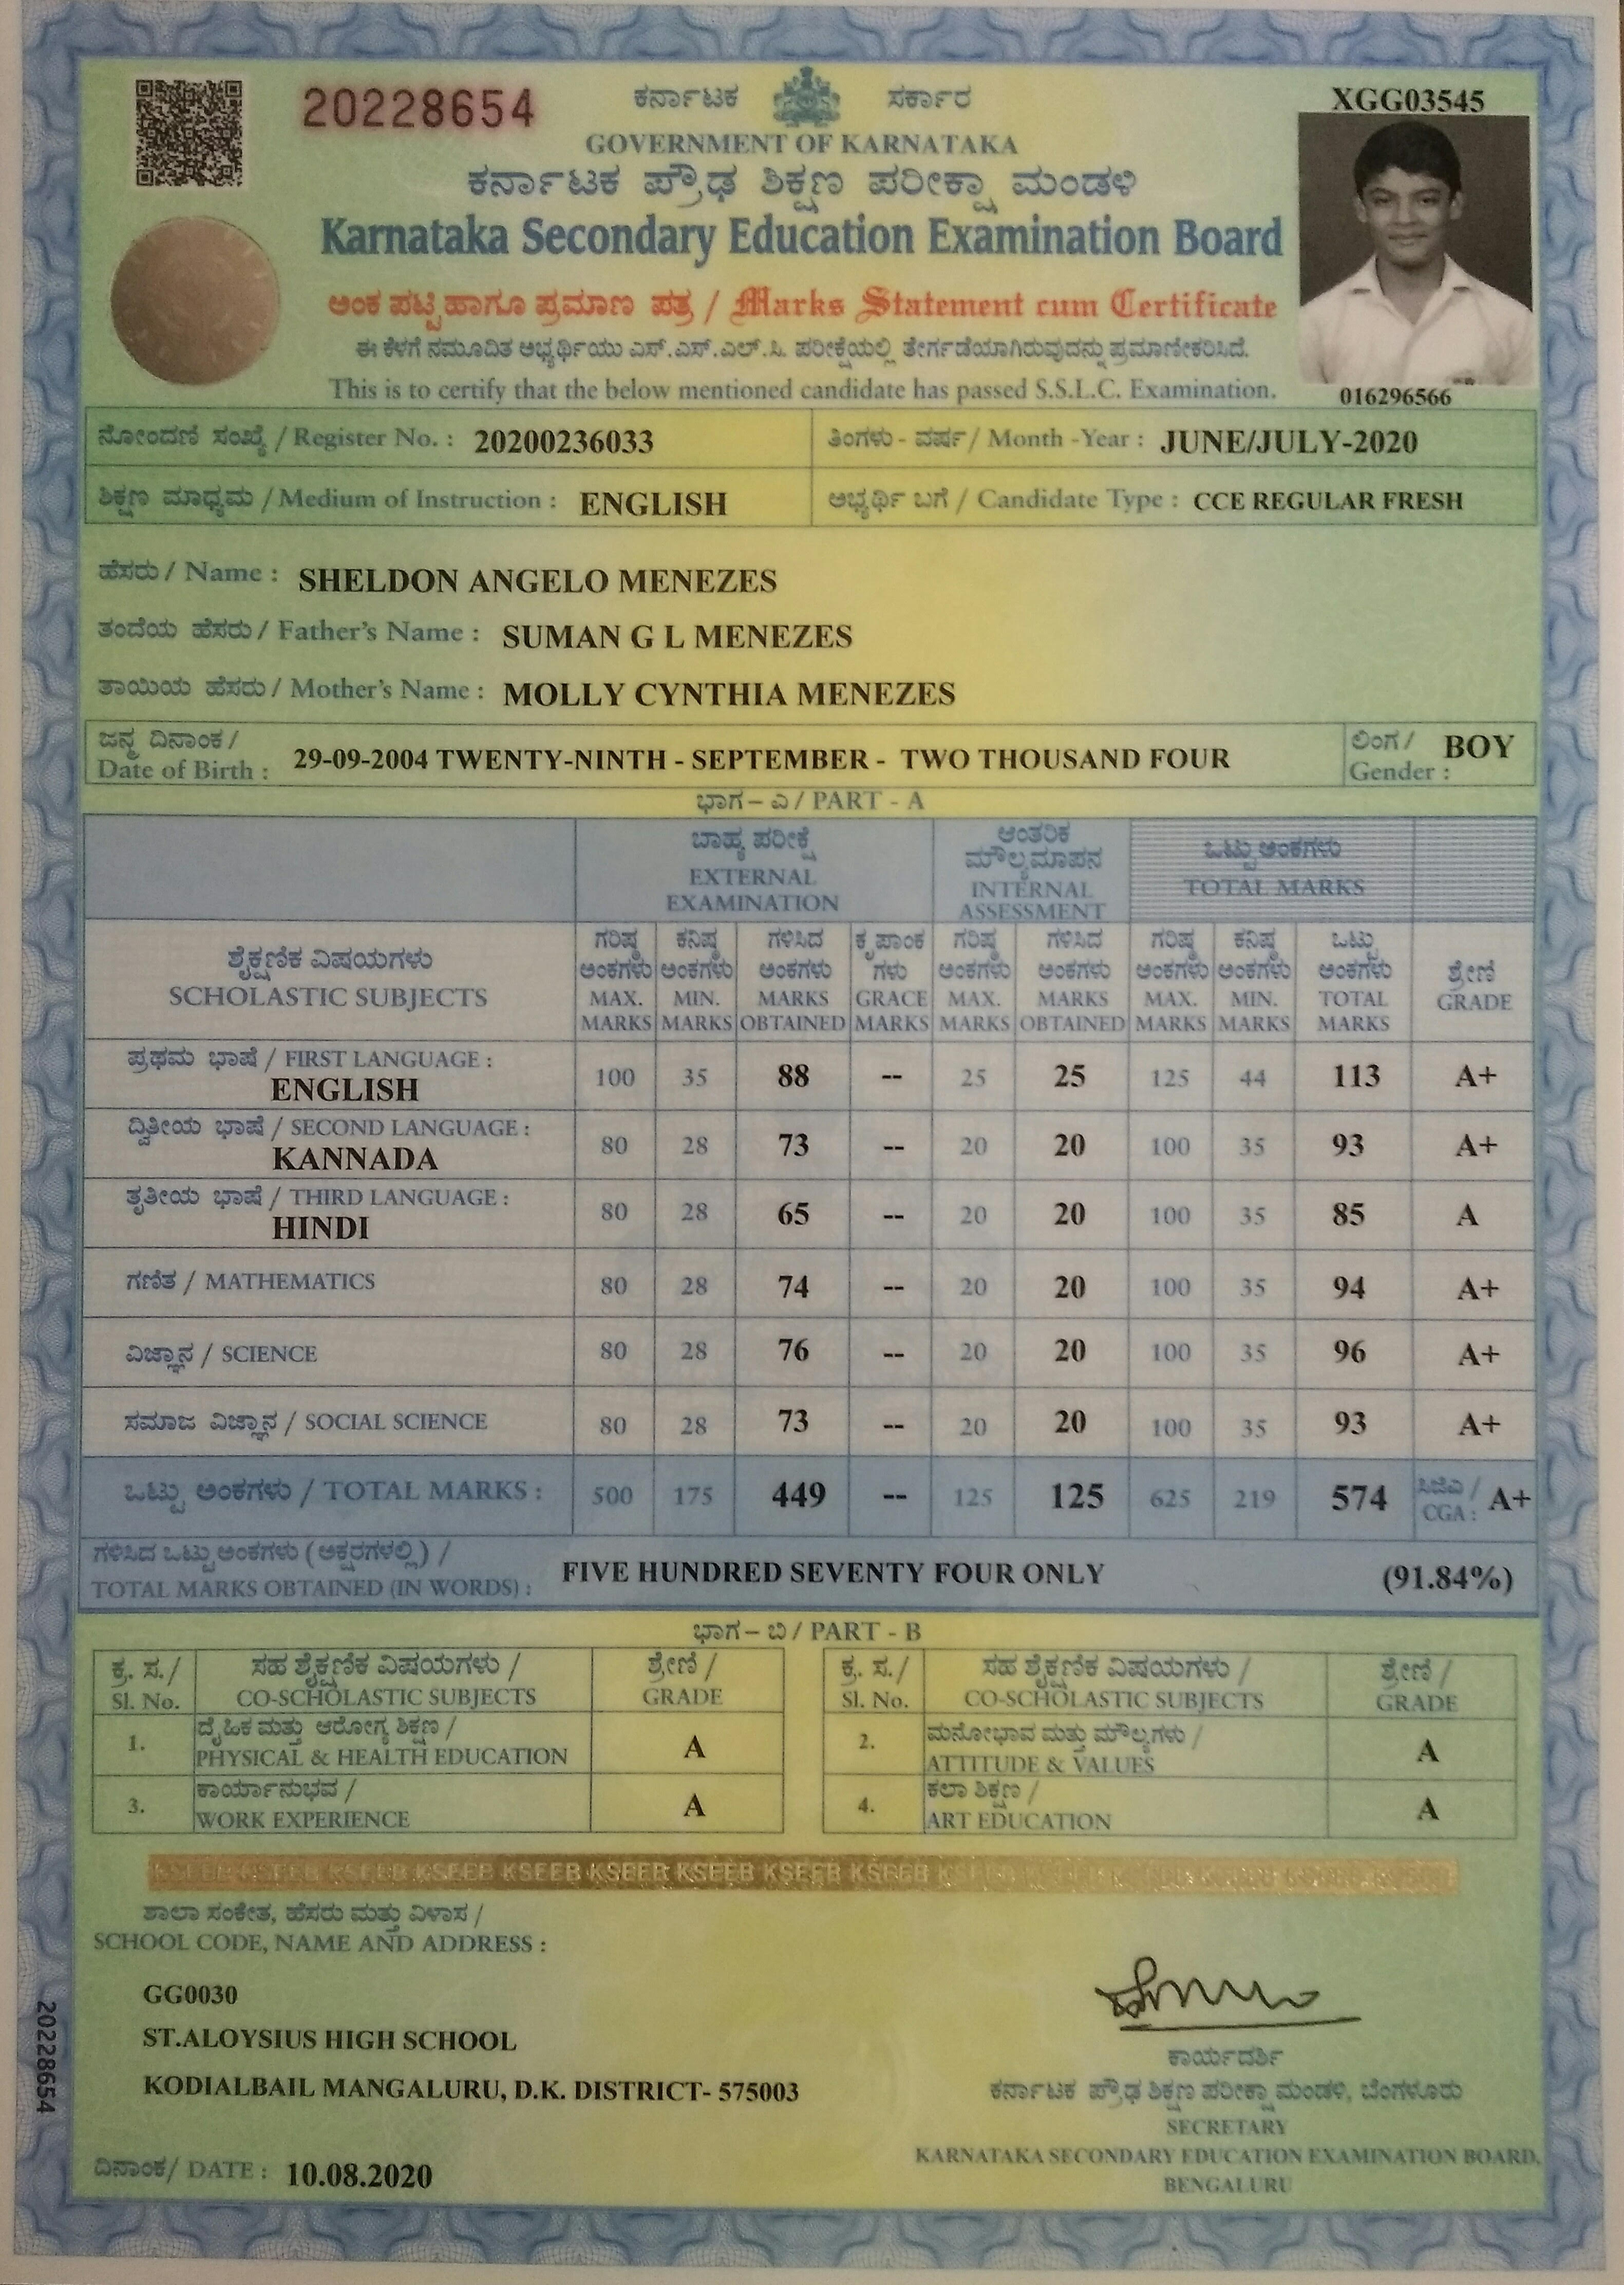 20228654
ಕರ್ನಾಟಕ ಸರ್ಕಾರ
XGG03545
GOVERNMENT OF KARNATAKA
ಕರ್ನಾಟಕ ಪ್ರೌಢ ಶಿಕ್ಷಣ ಪರೀಕ್ಷಾ ಮಂಡಳಿ
Karnataka Secondary Education Examination Board
ಅಂಕ ಪಟ್ಟಿ ಹಾಗೂ ಪ್ರಮಾಣ ಪತ್ರ / Marks Statement cum Certificate
ಈ ಕೆಳಗೆ ನಮೂದಿತ ಅಭ್ಯರ್ಥಿಯು ಎಸ್.ಎಸ್.ಎಲ್.ಸಿ. ಪರೀಕ್ಷೆಯಲ್ಲಿ ತೇರ್ಗಡೆಯಾಗಿರುವುದನ್ನು ಪ್ರಮಾಣೀಕರಿಸಿದೆ.
This is to certify that the below mentioned candidate has passed S.S.L.C. Examination.
016296566
ನೋಂದಣಿ ಸಂಖ್ಯೆ / Register No. : 20200236033 ತಿಂಗಳು - ವರ್ಷ / Month -Year : JUNE/JULY-2020
ಶಿಕ್ಷಣ ಮಾಧ್ಯಮ / Medium of Instruction : ENGLISH ಅಭ್ಯರ್ಥಿ ಬಗೆ / Candidate Type : CCE REGULAR FRESH
ಹೆಸರು / Name : SHELDON ANGELO MENEZES
ತಂದೆಯ ಹೆಸರು / Father's Name : SUMAN G L MENEZES
ತಾಯಿಯ ಹೆಸರು / Mother's Name : MOLLY CYNTHIA MENEZES
ಜನ್ಮ ದಿನಾಂಕ / ಲಿಂಗ /
Date of Birth : 29-09-2004 TWENTY-NINTH - SEPTEMBER - TWO THOUSAND FOUR Gender : BOY
ಭಾಗ – ಎ / PART - A
ಬಾಹ್ಯ ಪರೀಕ್ಷೆ ಆಂತರಿಕ ಮೌಲ್ಯಮಾಪನ ಒಟ್ಟು ಅಂಕಗಳು
EXTERNAL EXAMINATION INTERNAL ASSESSMENT TOTAL MARKS
ಶೈಕ್ಷಣಿಕ ವಿಷಯಗಳು ಗರಿಷ್ಠ ಅಂಕಗಳು ಕನಿಷ್ಠ ಅಂಕಗಳು ಗಳಿಸಿದ ಅಂಕಗಳು ಕೃಪಾಂಕಗಳು ಗರಿಷ್ಠ ಅಂಕಗಳು ಗಳಿಸಿದ ಅಂಕಗಳು ಗರಿಷ್ಠ ಅಂಕಗಳು ಕನಿಷ್ಠ ಅಂಕಗಳು ಒಟ್ಟು ಅಂಕಗಳು ಶ್ರೇಣಿ
SCHOLASTIC SUBJECTS MAX. MARKS MIN. MARKS MARKS OBTAINED GRACE MARKS MAX. MARKS MARKS OBTAINED MAX. MARKS MIN. MARKS TOTAL MARKS GRADE
ಪ್ರಥಮ ಭಾಷೆ / FIRST LANGUAGE :
ENGLISH 100 35 88 -- 25 25 125 44 113 A+
ದ್ವಿತೀಯ ಭಾಷೆ / SECOND LANGUAGE :
KANNADA 80 28 73 -- 20 20 100 35 93 A+
ತೃತೀಯ ಭಾಷೆ / THIRD LANGUAGE :
HINDI 80 28 65 -- 20 20 100 35 85 A
ಗಣಿತ / MATHEMATICS 80 28 74 -- 20 20 100 35 94 A+
ವಿಜ್ಞಾನ / SCIENCE 80 28 76 -- 20 20 100 35 96 A+
ಸಮಾಜ ವಿಜ್ಞಾನ / SOCIAL SCIENCE 80 28 73 -- 20 20 100 35 93 A+
ಒಟ್ಟು ಅಂಕಗಳು / TOTAL MARKS : 500 175 449 -- 125 125 625 219 574 ಸಿಜಿಎ / CGA : A+
ಗಳಿಸಿದ ಒಟ್ಟು ಅಂಕಗಳು (ಅಕ್ಷರಗಳಲ್ಲಿ) /
TOTAL MARKS OBTAINED (IN WORDS) : FIVE HUNDRED SEVENTY FOUR ONLY (91.84%)
ಭಾಗ – ಬಿ / PART - B
ಕ್ರ. ಸ./ ಸಹ ಶೈಕ್ಷಣಿಕ ವಿಷಯಗಳು / ಶ್ರೇಣಿ / ಕ್ರ. ಸ./ ಸಹ ಶೈಕ್ಷಣಿಕ ವಿಷಯಗಳು / ಶ್ರೇಣಿ /
Sl. No. CO-SCHOLASTIC SUBJECTS GRADE Sl. No. CO-SCHOLASTIC SUBJECTS GRADE
ದೈಹಿಕ ಮತ್ತು ಆರೋಗ್ಯ ಶಿಕ್ಷಣ / ಮನೋಭಾವ ಮತ್ತು ಮೌಲ್ಯಗಳು /
1. PHYSICAL & HEALTH EDUCATION A 2. ATTITUDE & VALUES A
ಕಾರ್ಯಾನುಭವ / ಕಲಾ ಶಿಕ್ಷಣ /
3. WORK EXPERIENCE A 4. ART EDUCATION A
KSEEB KSEEB KSEEB KSEEB KSEEB KSEEB KSEEB KSEEB KSEEB
ಶಾಲಾ ಸಂಕೇತ, ಹೆಸರು ಮತ್ತು ವಿಳಾಸ /
SCHOOL CODE, NAME AND ADDRESS :
GG0030
ST.ALOYSIUS HIGH SCHOOL
KODIALBAIL MANGALURU, D.K. DISTRICT- 575003
20228654
ಕಾರ್ಯದರ್ಶಿ
ಕರ್ನಾಟಕ ಪ್ರೌಢ ಶಿಕ್ಷಣ ಪರೀಕ್ಷಾ ಮಂಡಳಿ, ಬೆಂಗಳೂರು
SECRETARY
KARNATAKA SECONDARY EDUCATION EXAMINATION BOARD,
BENGALURU
ದಿನಾಂಕ/ DATE : 10.08.2020